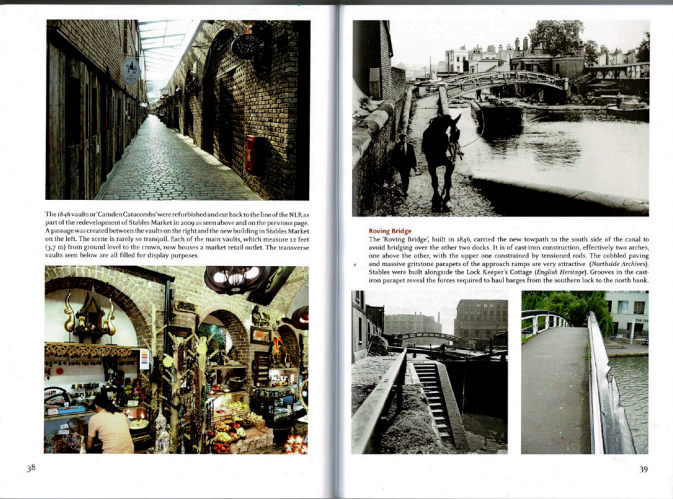 The 1846 vaults or 'Camden Catacombs' were refurbished and cut back to the line of the NLR as
part of the redevelopment of Stables Market in 2009 as seen above and on the previous page.
A passage was created between the vaults on the right and the new building in Stables Market
on the left. The scene is rarely so tranquil. Each of the main vaults, which measure 12 feet
(3.7 m) from ground level to the crown, now houses a market retail outlet. The transverse
vaults seen below are all filled for display purposes.
38
Roving Bridge
The 'Roving Bridge', built in 1846, carried the new towpath to the south side of the canal to
avoid bridging over the other two docks. It is of cast-iron construction, effectively two arches,
one above the other, with the upper one constrained by tensioned rods. The cobbled paving
and massive gritstone parapets of the approach ramps are very attractive (Northside Archives).
Stables were built alongside the Lock Keeper's Cottage (English Heritage). Grooves in the cast-
iron parapet reveal the forces required to haul barges from the southern lock to the north bank.
39